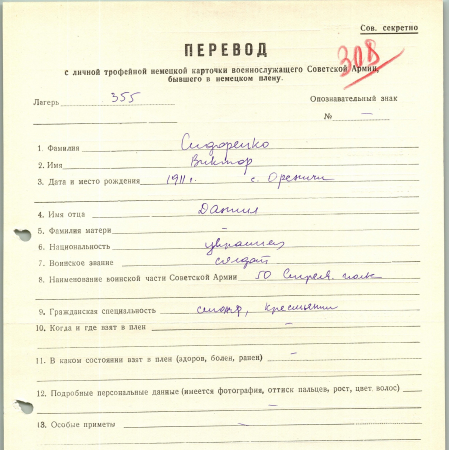 Сов. секретно
308
ПЕРЕВОД
с личной трофейной немецкой карточки военнослужащего Советской Армии,
бывшего в немецком плену.
Лагерь 355 Опознавательный знак
№ —
1. Фамилия Сидоренко
2. Имя Виктор
3. Дата и место рождения 1911 г. с.
4. Имя отца Данил
5. Фамилия матери –
6. Национальность украинец
7. Воинское звание солдат
8. Наименование воинской части Советской Армии 50 Стрелк. полк
9. Гражданская специальность крестьянин
10. Когда и где взят в плен —
11. В каком состоянии взят в плен (здоров, болен, ранен) —
12. Подробные персональные данные (имеется фотография, оттиск пальцев, рост, цвет волос)
—
13. Особые приметы —